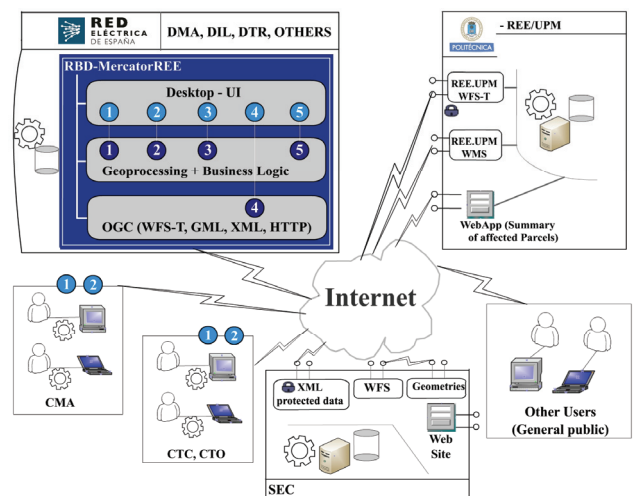 RED
ELÉCTRICA
DE ESPAÑA
DMA, DIL, DTR, OTHERS
RBD-MercatorREE
Desktop - UI
1 2 3 4 5
1 2 3 5
Geoprocessing + Business Logic
4
OGC (WFS-T, GML, XML, HTTP)
POLITÉCNICA
- REE/UPM
REE.UPM
WFS-T
REE.UPM
WMS
WebApp (Summary
of affected Parcels)
Internet
1 2
CMA
1 2
CTC, CTO
XML
protected data
WFS
Geometries
Web
Site
SEC
Other Users
(General public)